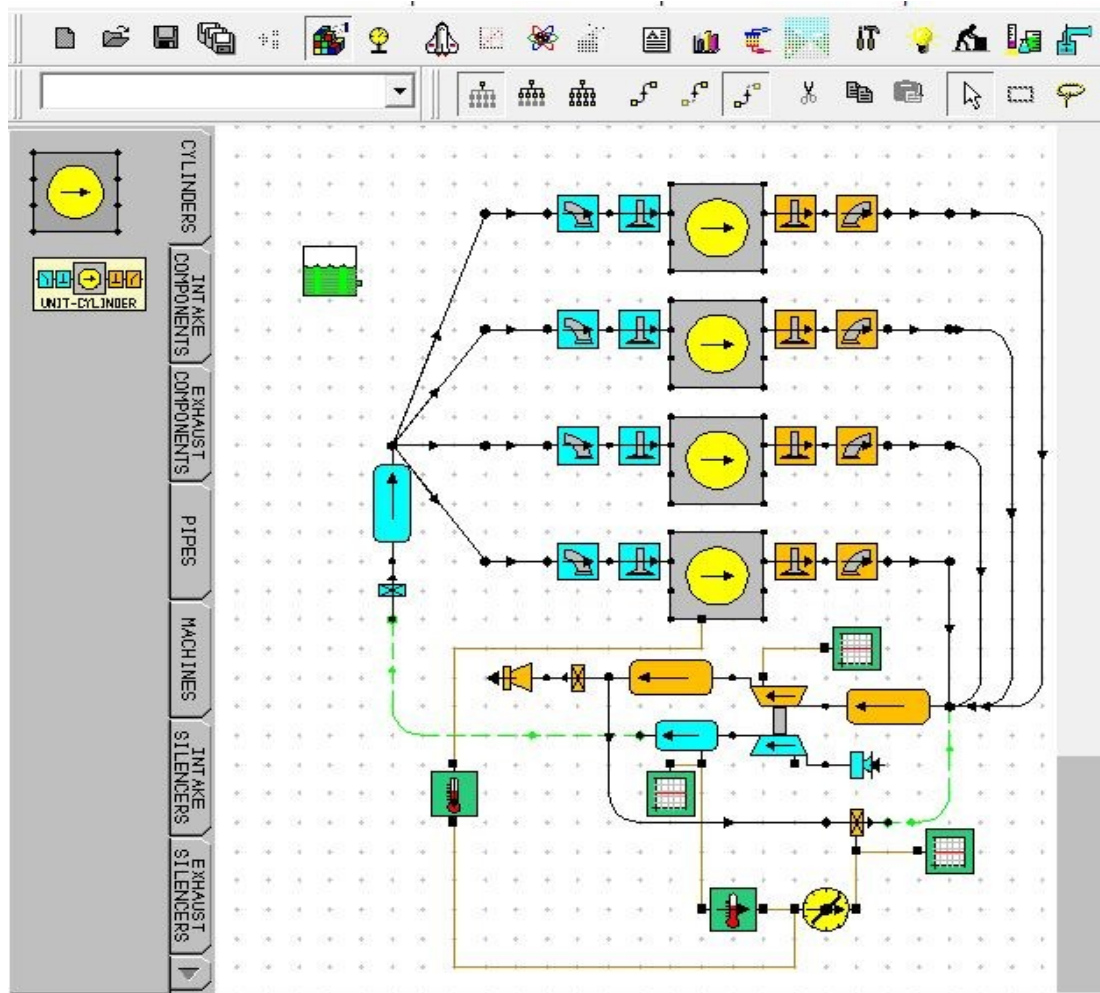 CYLINDERS
UNIT-CYLINDER
INTAKE
COMPONENTS
EXHAUST
COMPONENTS
PIPES
MACHINES
INTAKE
SILENCERS
EXHAUST
SILENCERS